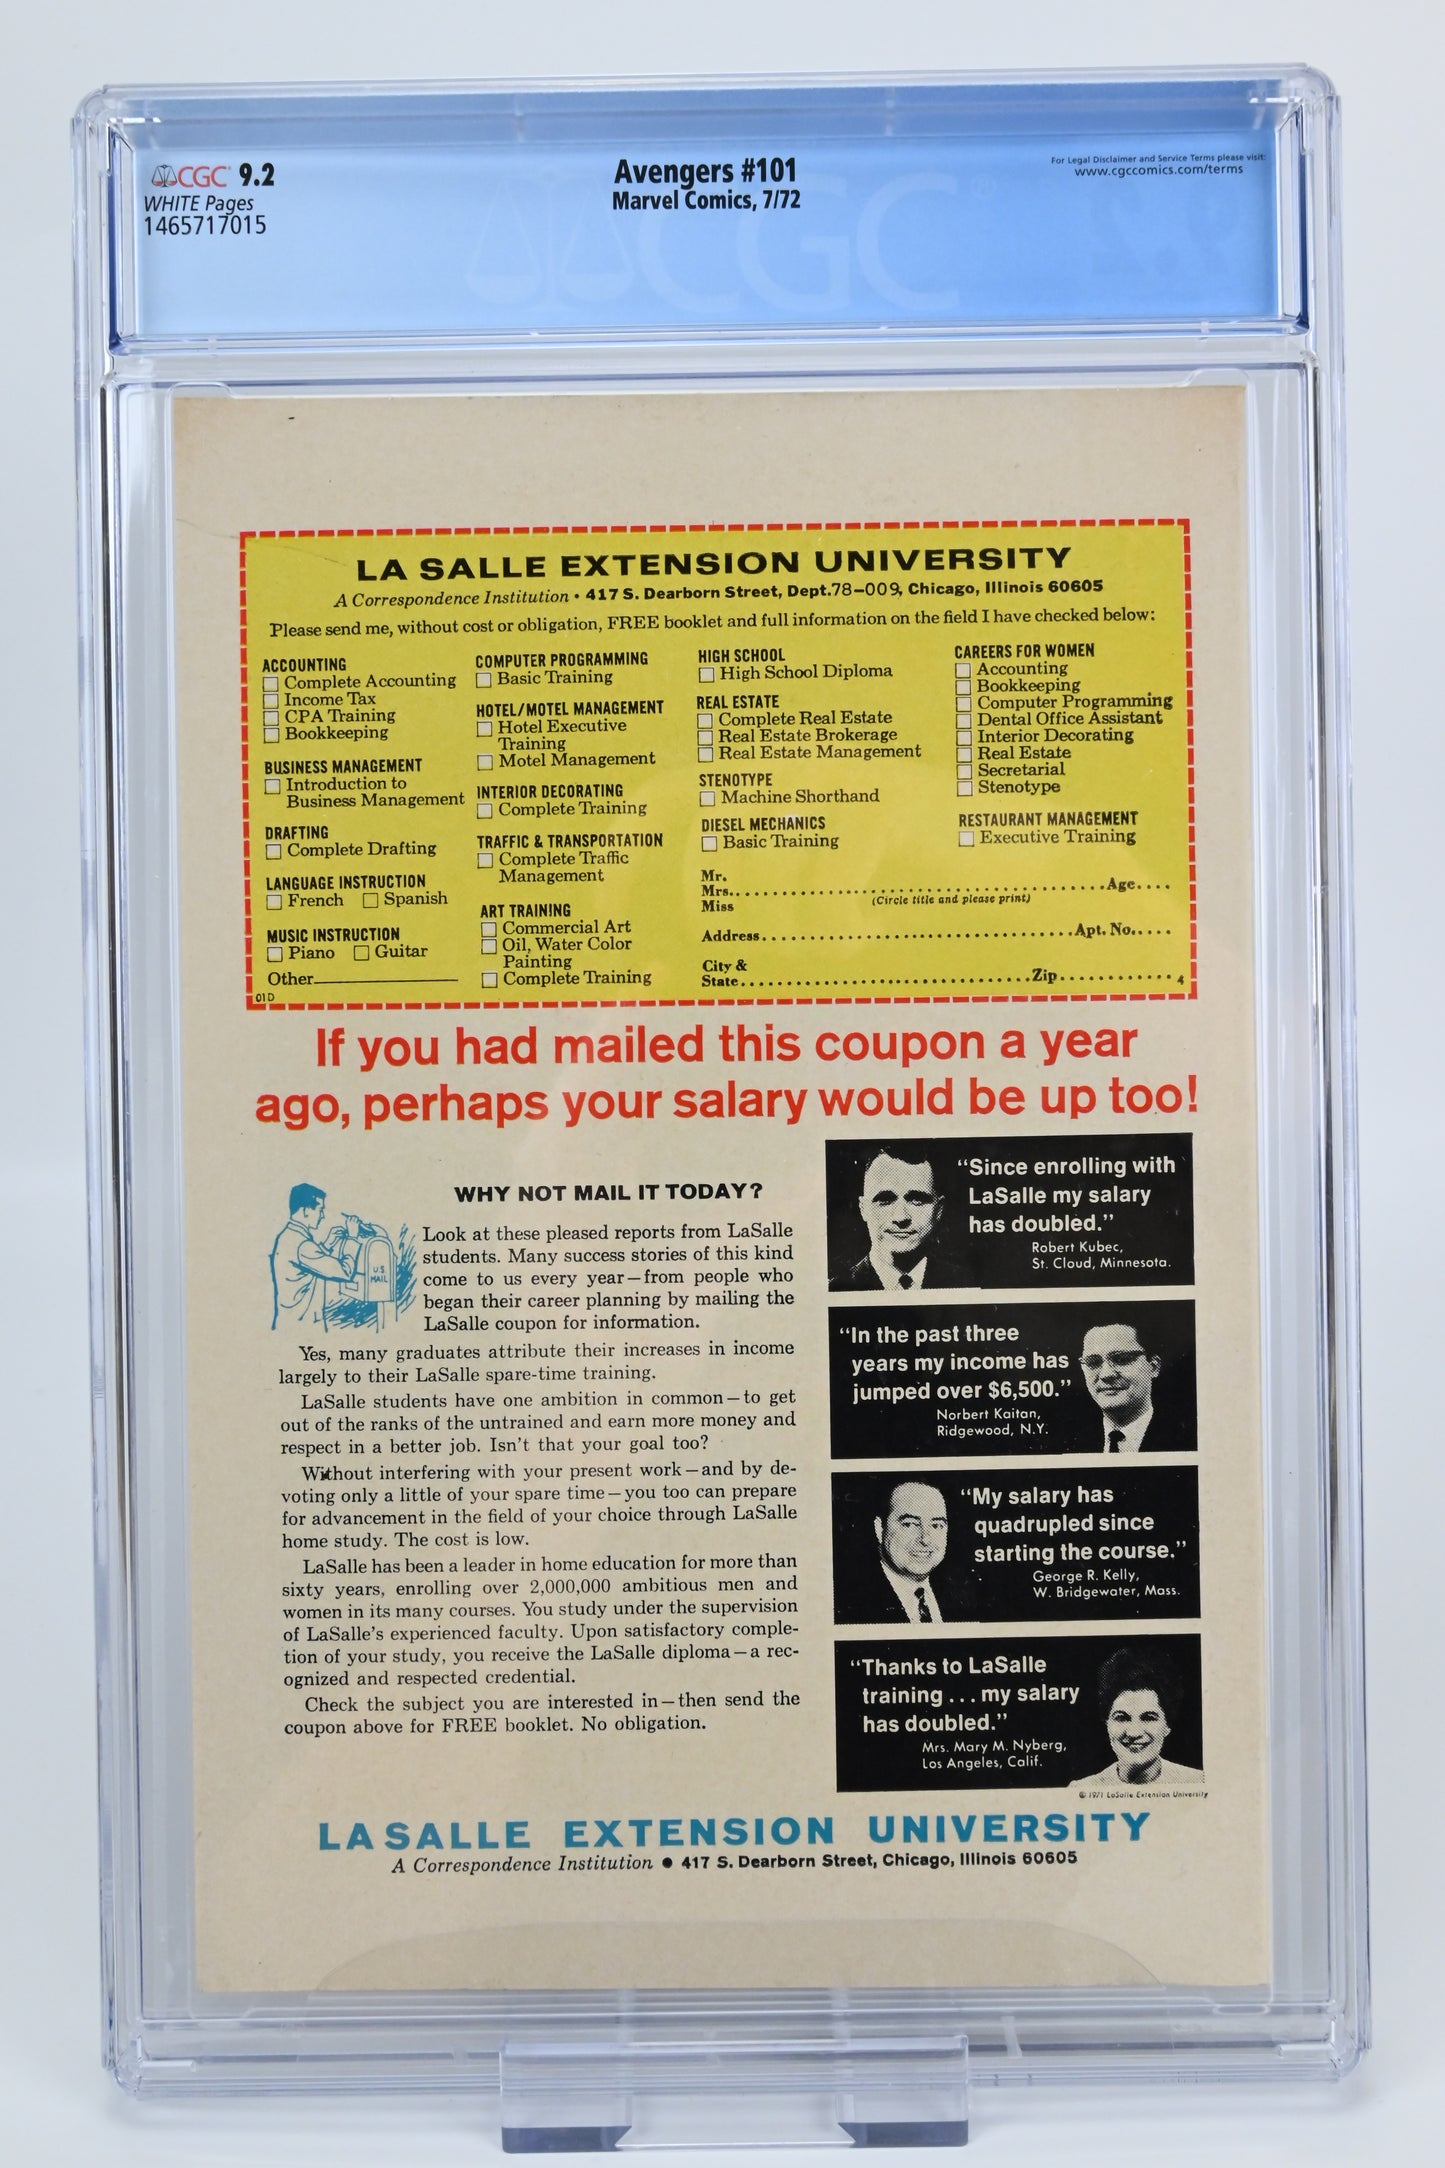 CGC 9.2
WHITE Pages
1465717015
Avengers #101
Marvel Comics, 7/72
For Legal Disclaimer and Service Terms please visit:
www.cgccomics.com/terms
CGC
LA SALLE EXTENSION UNIVERSITY
A Correspondence Institution • 417 S. Dearborn Street, Dept.78-009, Chicago, Illinois 60605
Please send me, without cost or obligation, FREE booklet and full information on the field I have checked below:
ACCOUNTING
Complete Accounting
Income Tax
CPA Training
Bookkeeping
BUSINESS MANAGEMENT
Introduction to
Business Management
DRAFTING
Complete Drafting
LANGUAGE INSTRUCTION
French Spanish
MUSIC INSTRUCTION
Piano Guitar
Other
01D
COMPUTER PROGRAMMING
Basic Training
HOTEL/MOTEL MANAGEMENT
Hotel Executive
Training
Motel Management
INTERIOR DECORATING
Complete Training
TRAFFIC & TRANSPORTATION
Complete Traffic
Management
ART TRAINING
Commercial Art
Oil, Water Color
Painting
Complete Training
HIGH SCHOOL
High School Diploma
REAL ESTATE
Complete Real Estate
Real Estate Brokerage
Real Estate Management
STENOTYPE
Machine Shorthand
DIESEL MECHANICS
Basic Training
CAREERS FOR WOMEN
Accounting
Bookkeeping
Computer Programming
Dental Office Assistant
Interior Decorating
Real Estate
Secretarial
Stenotype
RESTAURANT MANAGEMENT
Executive Training
Mr.
Mrs. Age
Miss (Circle title and please print)
Address Apt. No.
City &
State Zip 4
If you had mailed this coupon a year
ago, perhaps your salary would be up too!
WHY NOT MAIL IT TODAY?
U.S.
MAIL
Look at these pleased reports from LaSalle
students. Many success stories of this kind
come to us every year—from people who
began their career planning by mailing the
LaSalle coupon for information.
Yes, many graduates attribute their increases in income
largely to their LaSalle spare-time training.
LaSalle students have one ambition in common—to get
out of the ranks of the untrained and earn more money and
respect in a better job. Isn't that your goal too?
Without interfering with your present work—and by de-
voting only a little of your spare time—you too can prepare
for advancement in the field of your choice through LaSalle
home study. The cost is low.
LaSalle has been a leader in home education for more than
sixty years, enrolling over 2,000,000 ambitious men and
women in its many courses. You study under the supervision
of LaSalle's experienced faculty. Upon satisfactory comple-
tion of your study, you receive the LaSalle diploma—a rec-
ognized and respected credential.
Check the subject you are interested in—then send the
coupon above for FREE booklet. No obligation.
"Since enrolling with
LaSalle my salary
has doubled."
Robert Kubec,
St. Cloud, Minnesota.
"In the past three
years my income has
jumped over $6,500."
Norbert Kaitan,
Ridgewood, N.Y.
"My salary has
quadrupled since
starting the course."
George R. Kelly,
W. Bridgewater, Mass.
"Thanks to LaSalle
training...my salary
has doubled."
Mrs. Mary M. Nyberg,
Los Angeles, Calif.
© 1971 LaSalle Extension University
LASALLE EXTENSION UNIVERSITY
A Correspondence Institution • 417 S. Dearborn Street, Chicago, Illinois 60605